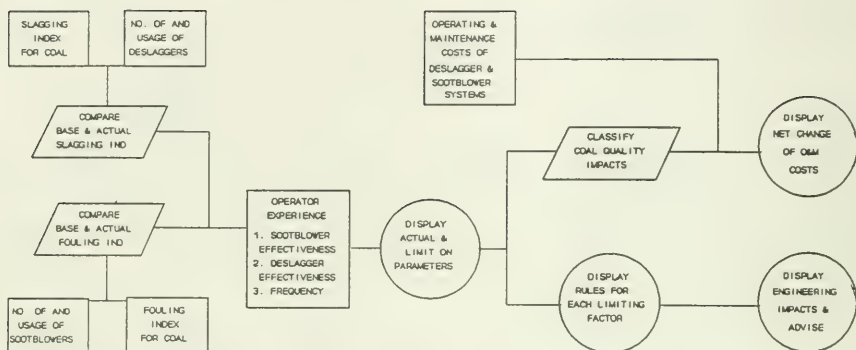 SLAGGING
INDEX
FOR COAL
NO. OF AND
USAGE OF
DESLAGGERS
COMPARE
BASE & ACTUAL
SLAGGING IND
COMPARE
BASE & ACTUAL
FOULING IND
NO OF AND
USAGE OF
SOOTBLOWERS
FOULING
INDEX
FOR COAL
OPERATOR
EXPERIENCE
1. SOOTBLOWER
EFFECTIVENESS
2. DESLAGGER
EFFECTIVENESS
3. FREQUENCY
DISPLAY
ACTUAL &
LIMIT ON
PARAMETERS
OPERATING &
MAINTENANCE
COSTS OF
DESLAGGER &
SOOTBLOWER
SYSTEMS
CLASSIFY
COAL QUALITY
IMPACTS
DISPLAY
NET CHANGE
OF O&M
COSTS
DISPLAY
RULES FOR
EACH LIMITING
FACTOR
DISPLAY
ENGINEERING
IMPACTS &
ADVISE